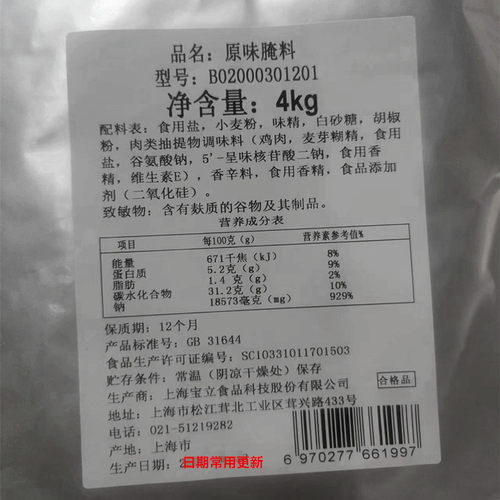 品名：原味腌料
型号：B02000301201
净含量：4kg
配料表：食用盐，小麦粉，味精，白砂糖，胡椒
粉，肉类抽提物调味料（鸡肉，麦芽糊精，食用
盐，谷氨酸钠，5'-呈味核苷酸二钠，食用香
精，维生素E），香辛料，食用香精，食品添加
剂（二氧化硅）。
致敏物：含有麸质的谷物及其制品。
营养成分表
项目 每100克（g） 营养素参考值%
能量 671千焦（kJ） 8%
蛋白质 5.2克（g） 9%
脂肪 1.4 克（g） 2%
碳水化合物 31.2克（g） 10%
钠 18573毫克（mg） 929%
保质期：12个月
产品标准号：GB 31644
食品生产许可证编号：SC10331011701503
贮存条件：常温（阴凉干燥处）保存
生产商：上海宝立食品科技股份有限公司
地址：上海市松江茸北工业区茸兴路433号
电话：021-51219282
产地：上海市
生产日期：2
日期常用更新
合格品
6 970277 661997